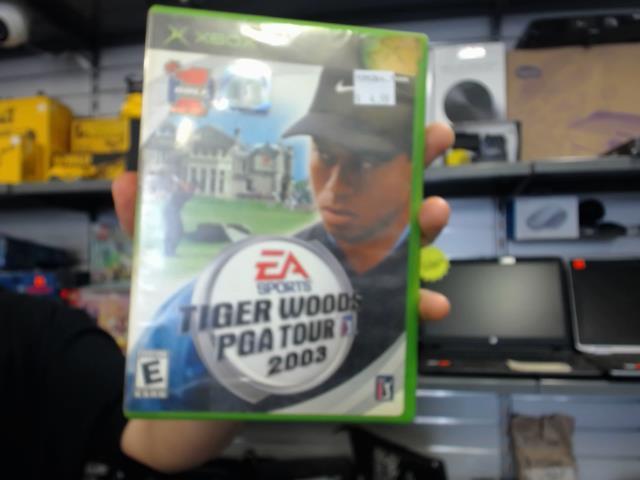 XBOX
EA
SPORTS
TIGER WOODS
PGA TOUR
2003
E